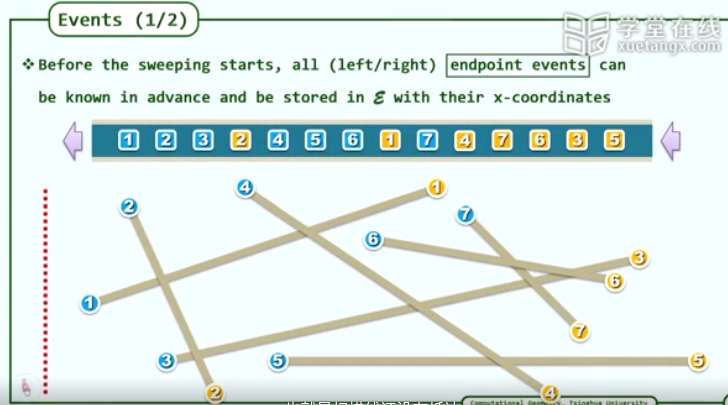 Events (1/2)
学堂在线
xuetangx.com
❖Before the sweeping starts, all (left/right) endpoint events can
be known in advance and be stored in ℰ with their x-coordinates
1 2 3 2 4 5 6 1 7 4 7 6 3 5
4 1
2 7
6
3
6
1
7
3 5 5
2 4
Computational Geometry, Tsinghua University